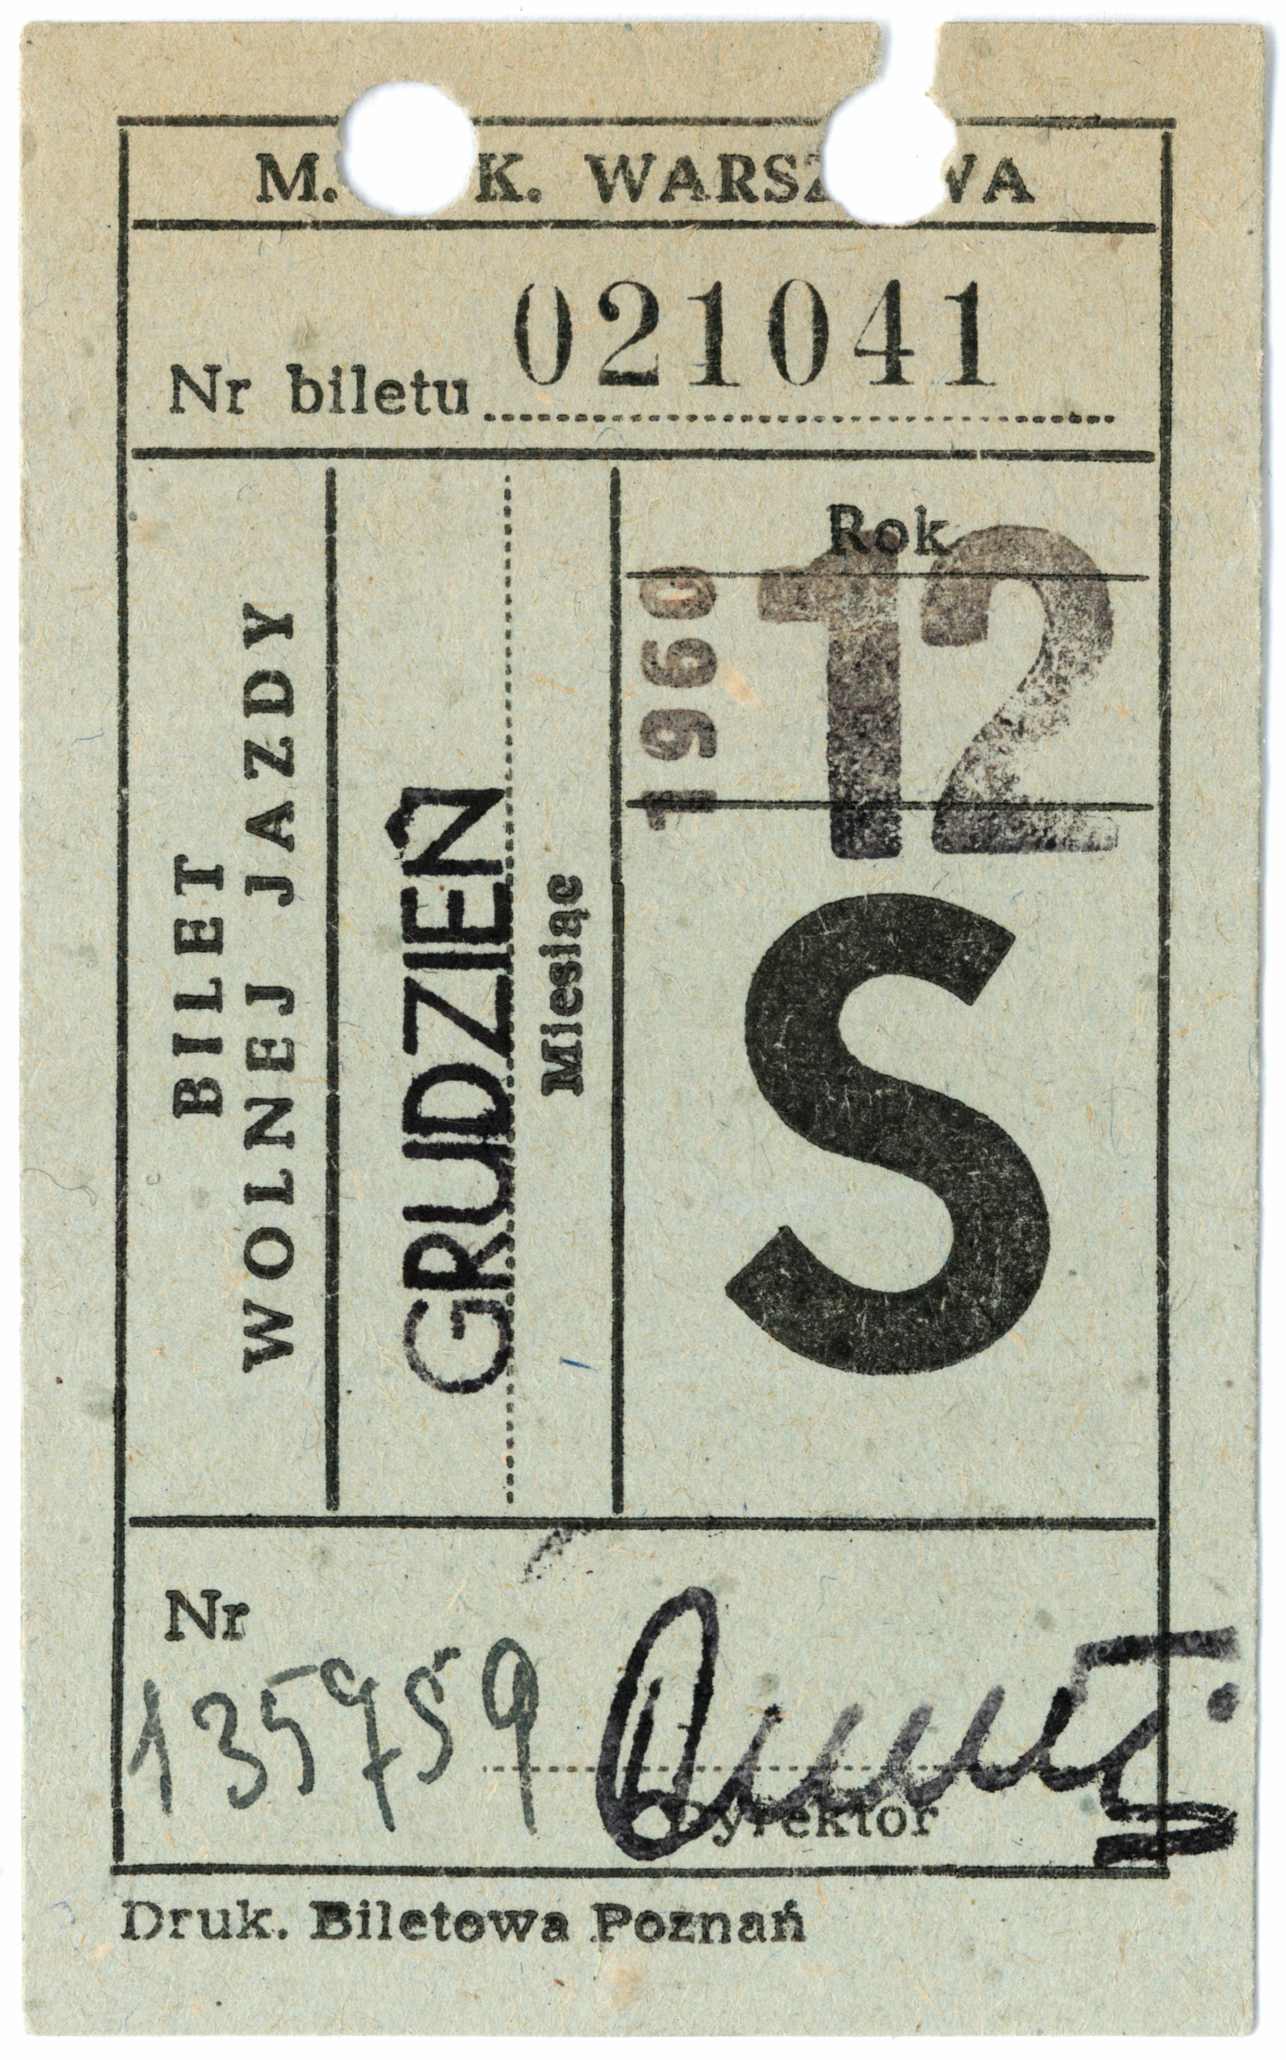 M. K. WARSZ WA
Nr biletu 021041
BILET
WOLNEJ JAZDY
GRUDZIEŃ
Miesiąc
Rok
1960
12
S
Nr
135759
Dyrektor
Druk. Biletowa Poznań